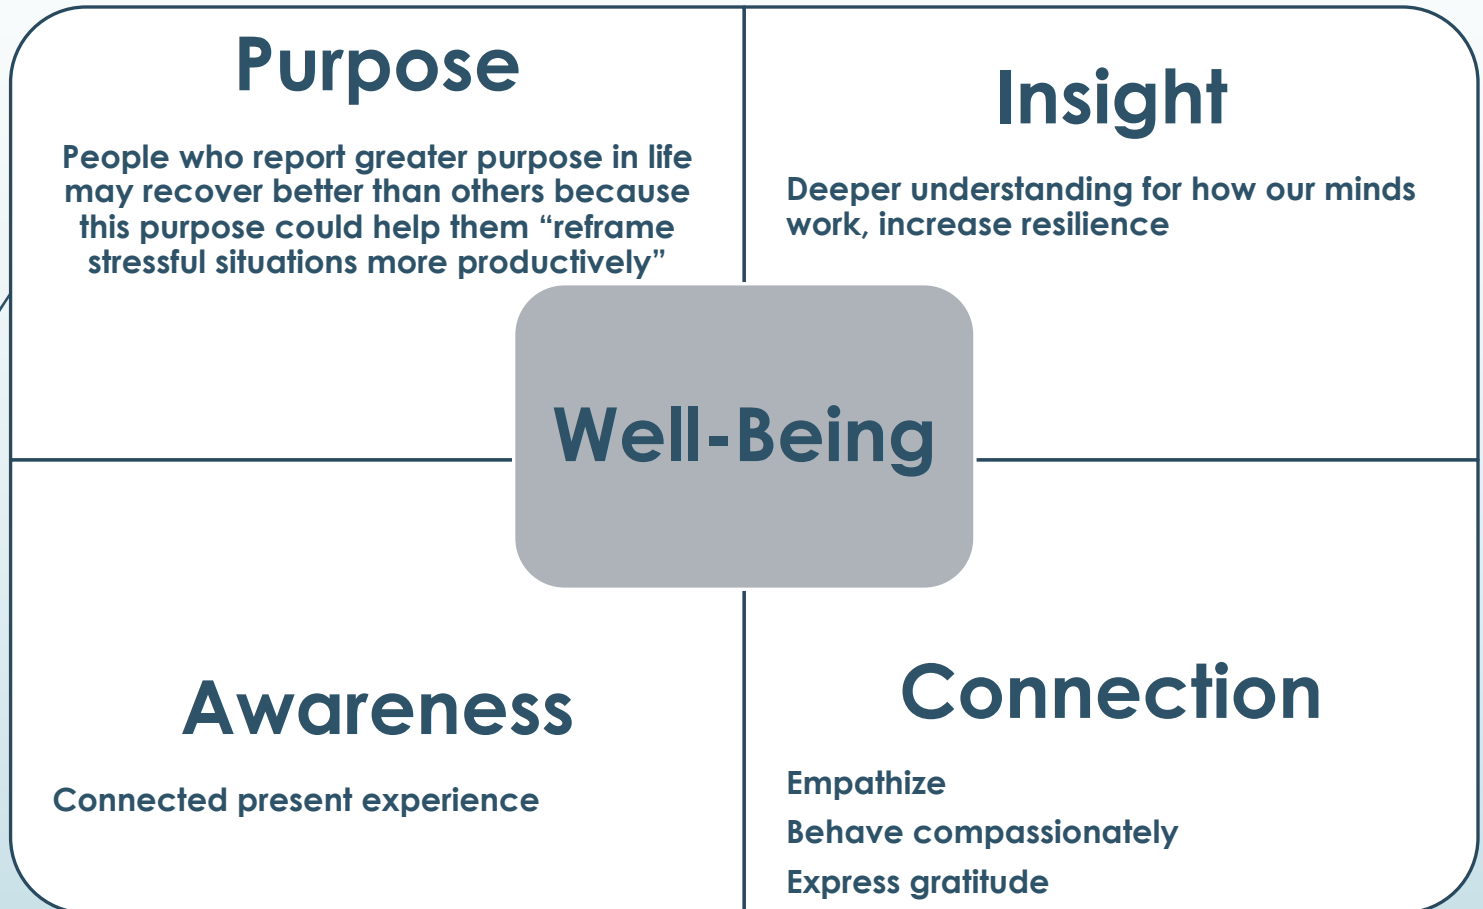 Purpose
People who report greater purpose in life
may recover better than others because
this purpose could help them “reframe
stressful situations more productively”
Insight
Deeper understanding for how our minds
work, increase resilience
Well-Being
Awareness
Connected present experience
Connection
Empathize
Behave compassionately
Express gratitude